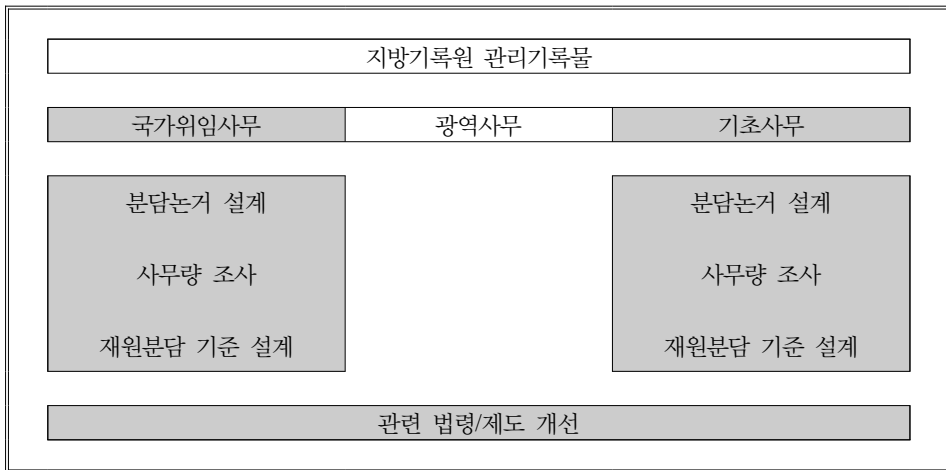 지방기록원 관리기록물
국가위임사무 광역사무 기초사무
분담논거 설계 분담논거 설계
사무량 조사 사무량 조사
재원분담 기준 설계 재원분담 기준 설계
관련 법령/제도 개선